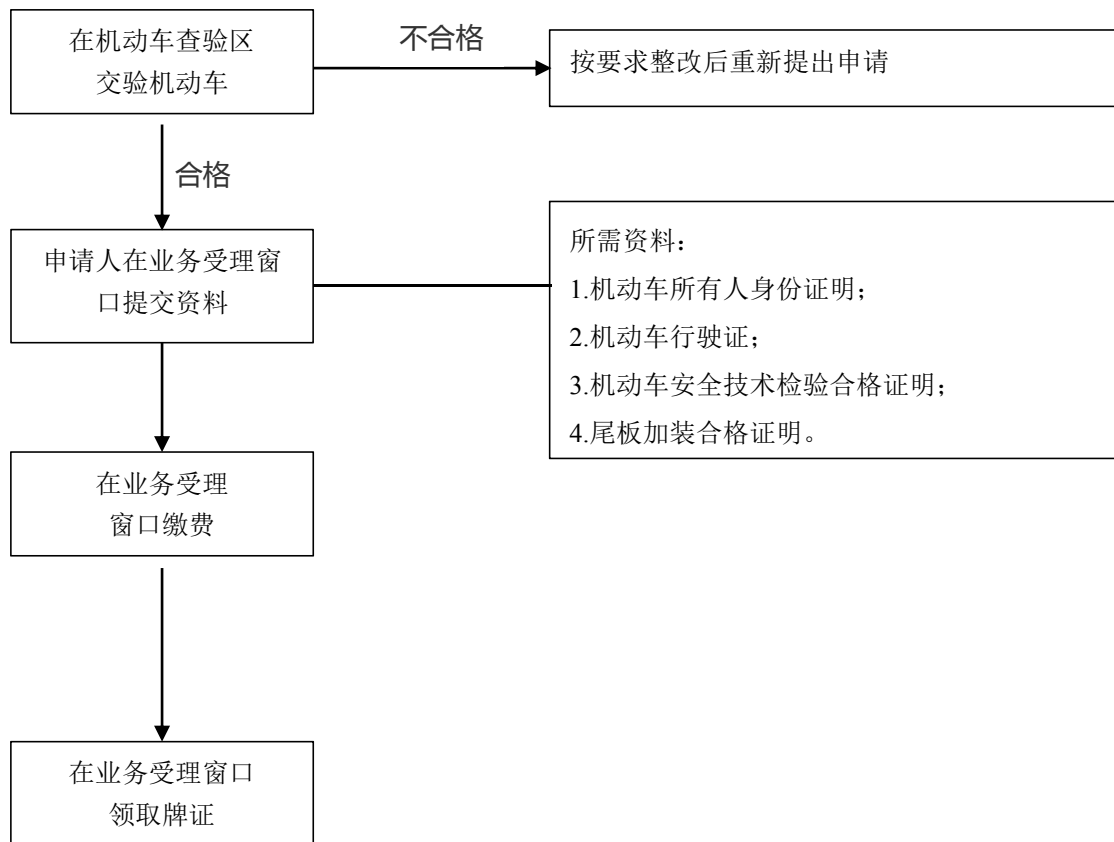 在机动车查验区
交验机动车
不合格
按要求整改后重新提出申请
合格
申请人在业务受理窗
口提交资料
所需资料：
1.机动车所有人身份证明；
2.机动车行驶证；
3.机动车安全技术检验合格证明；
4.尾板加装合格证明。
在业务受理
窗口缴费
在业务受理窗口
领取牌证